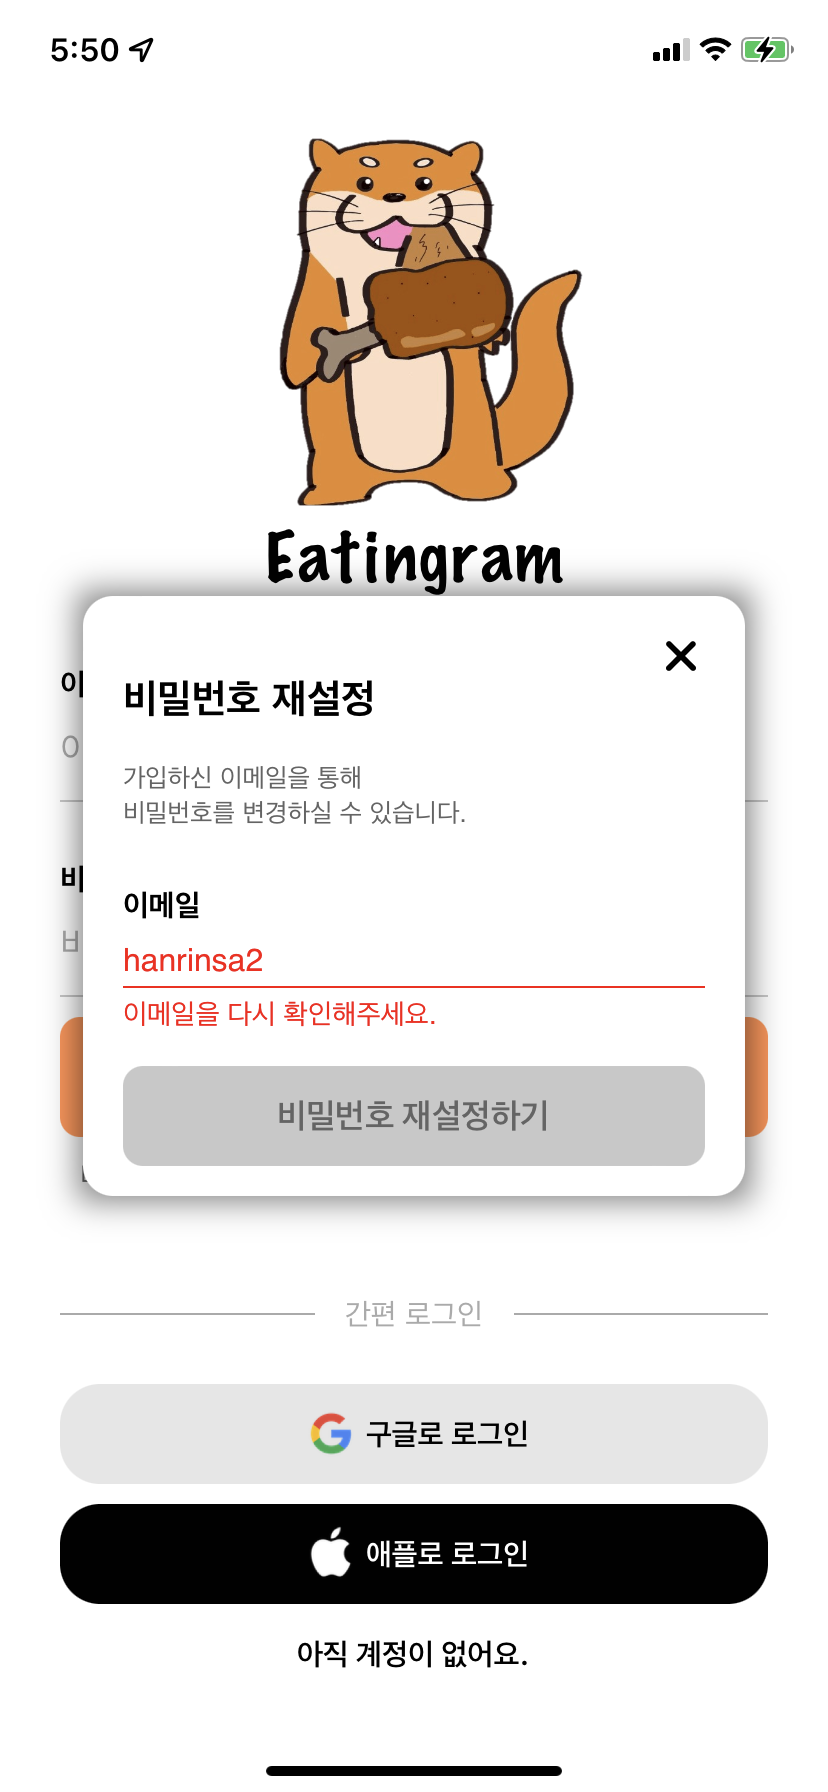 5:50
Eatingram
비밀번호 재설정
가입하신 이메일을 통해
비밀번호를 변경하실 수 있습니다.
이메일
hanrinsa2
이메일을 다시 확인해주세요.
비밀번호 재설정하기
간편 로그인
구글로 로그인
애플로 로그인
아직 계정이 없어요.